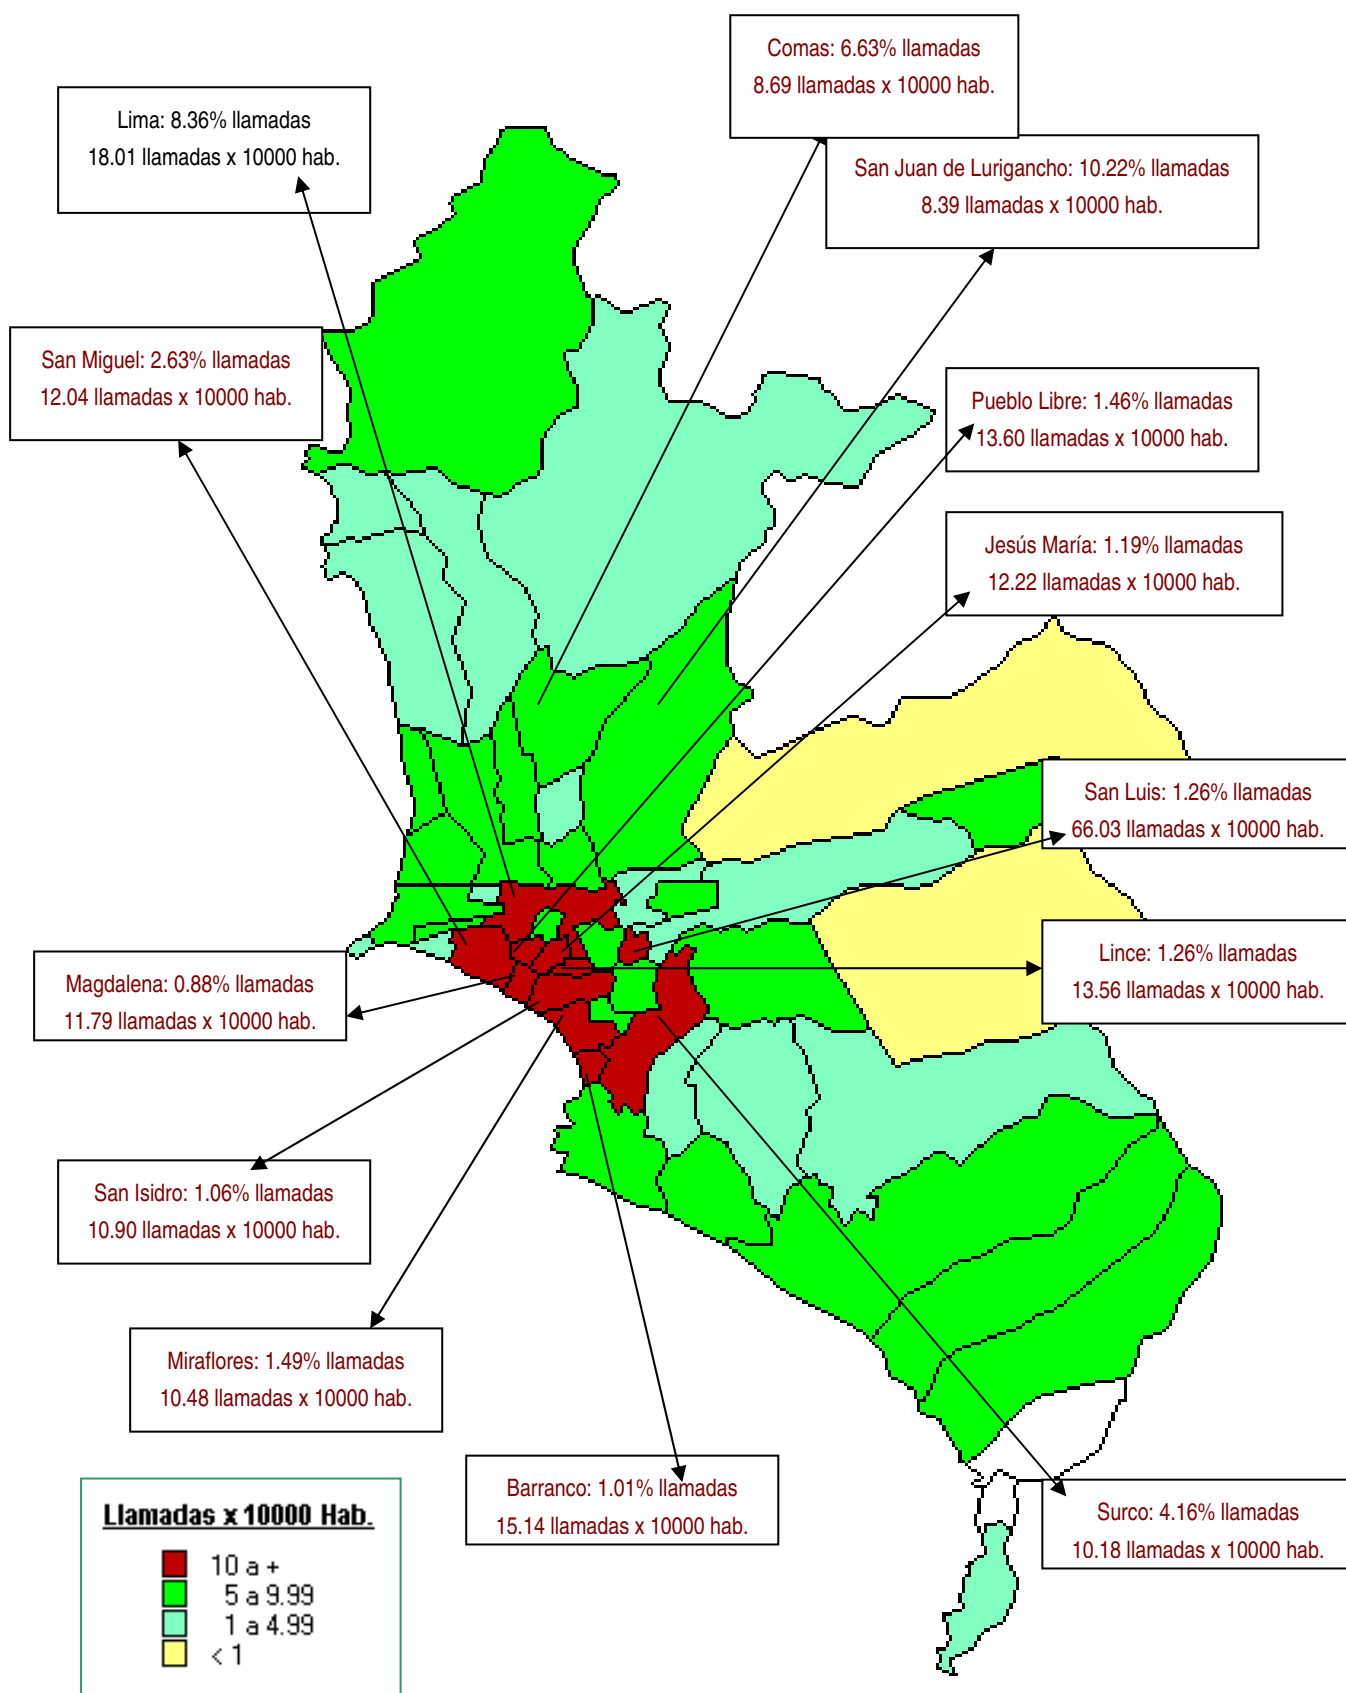 Comas: 6.63% llamadas
8.69 llamadas x 10000 hab.
Lima: 8.36% llamadas
18.01 llamadas x 10000 hab.
San Juan de Lurigancho: 10.22% llamadas
8.39 llamadas x 10000 hab.
San Miguel: 2.63% llamadas
12.04 llamadas x 10000 hab.
Pueblo Libre: 1.46% llamadas
13.60 llamadas x 10000 hab.
Jesús María: 1.19% llamadas
12.22 llamadas x 10000 hab.
San Luis: 1.26% llamadas
66.03 llamadas x 10000 hab.
Lince: 1.26% llamadas
13.56 llamadas x 10000 hab.
Magdalena: 0.88% llamadas
11.79 llamadas x 10000 hab.
San Isidro: 1.06% llamadas
10.90 llamadas x 10000 hab.
Miraflores: 1.49% llamadas
10.48 llamadas x 10000 hab.
Barranco: 1.01% llamadas
15.14 llamadas x 10000 hab.
Surco: 4.16% llamadas
10.18 llamadas x 10000 hab.
Llamadas x 10000 Hab.
10 a +
5 a 9.99
1 a 4.99
< 1